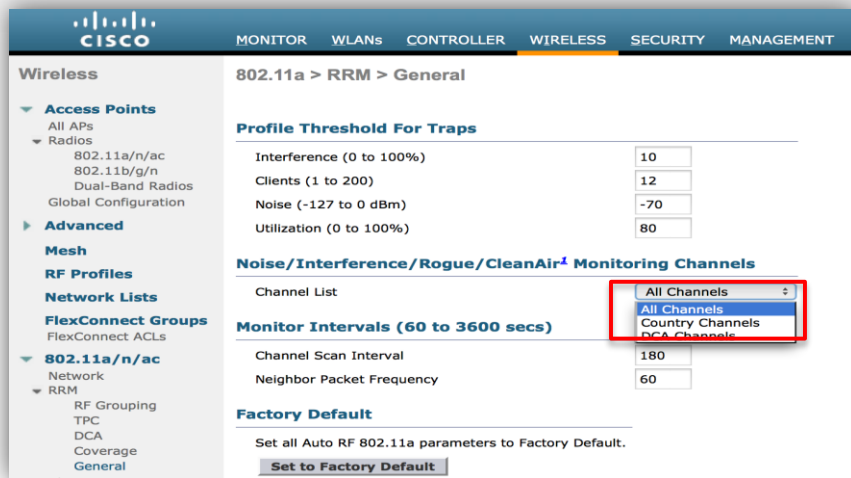 CISCO
MONITOR WLANs CONTROLLER WIRELESS SECURITY MANAGEMENT
Wireless
Access Points
All APs
Radios
802.11a/n/ac
802.11b/g/n
Dual-Band Radios
Global Configuration
Advanced
Mesh
RF Profiles
Network Lists
FlexConnect Groups
FlexConnect ACLs
802.11a/n/ac
Network
RRM
RF Grouping
TPC
DCA
Coverage
General
802.11a > RRM > General
Profile Threshold For Traps
Interference (0 to 100%) 10
Clients (1 to 200) 12
Noise (-127 to 0 dBm) -70
Utilization (0 to 100%) 80
Noise/Interference/Rogue/CleanAir1 Monitoring Channels
Channel List All Channels
All Channels
Country Channels
DCA Channels
Monitor Intervals (60 to 3600 secs)
Channel Scan Interval 180
Neighbor Packet Frequency 60
Factory Default
Set all Auto RF 802.11a parameters to Factory Default.
Set to Factory Default